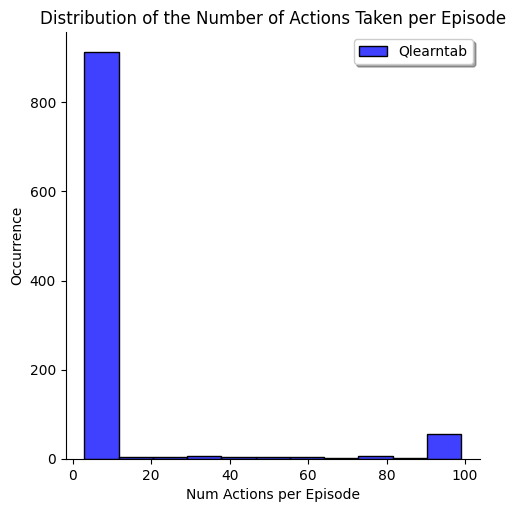 Distribution of the Number of Actions Taken per Episode
Qlearntab
800
600
400
200
0
Occurrence
0 20 40 60 80 100
Num Actions per Episode